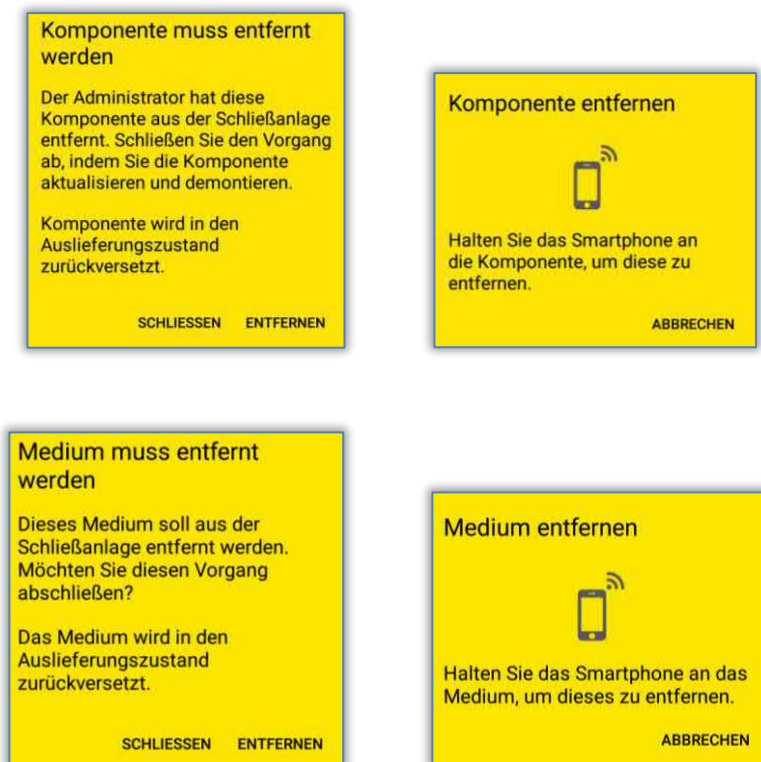 Komponente muss entfernt
werden
Der Administrator hat diese
Komponente aus der Schließanlage
entfernt. Schließen Sie den Vorgang
ab, indem Sie die Komponente
aktualisieren und demontieren.
Komponente wird in den
Auslieferungszustand
zurückversetzt.
SCHLIESSEN ENTFERNEN
Komponente entfernen
Halten Sie das Smartphone an
die Komponente, um diese zu
entfernen.
ABBRECHEN
Medium muss entfernt
werden
Dieses Medium soll aus der
Schließanlage entfernt werden.
Möchten Sie diesen Vorgang
abschließen?
Das Medium wird in den
Auslieferungszustand
zurückversetzt.
SCHLIESSEN ENTFERNEN
Medium entfernen
Halten Sie das Smartphone an das
Medium, um dieses zu entfernen.
ABBRECHEN